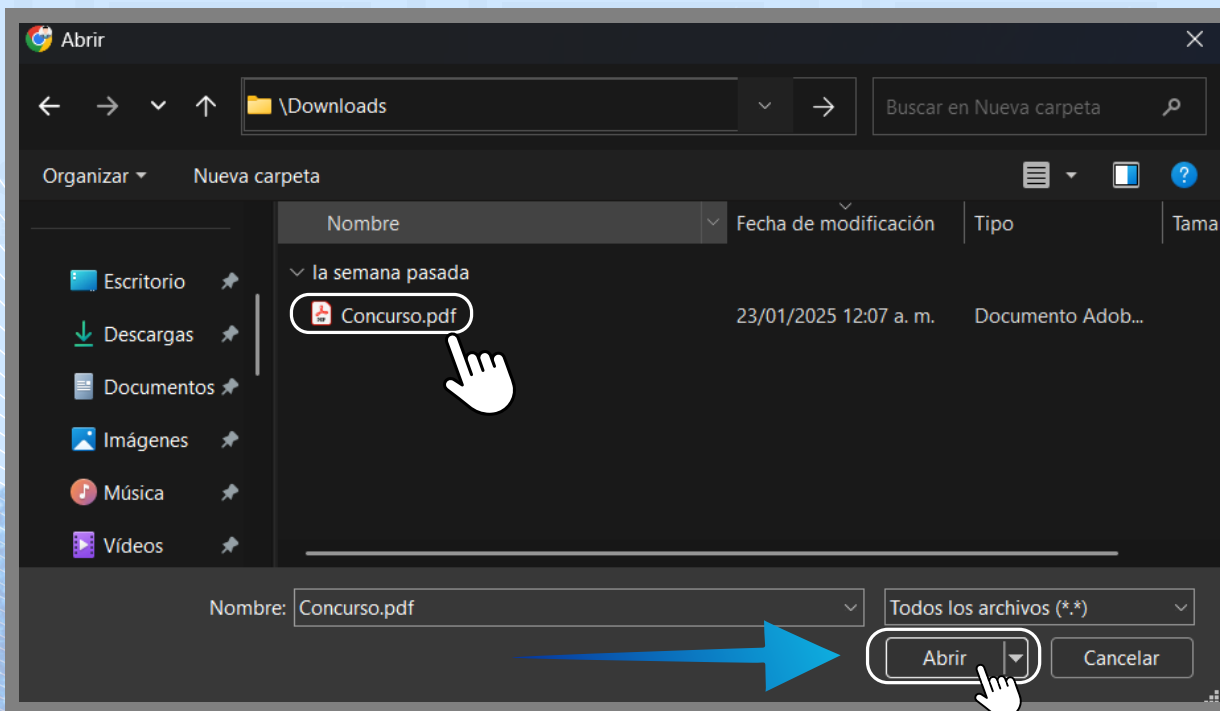 Abrir
\Downloads
Buscar en Nueva carpeta
Organizar
Nueva carpeta
?
Nombre
Fecha de modificación
Tipo
Tama
la semana pasada
Concurso.pdf
23/01/2025 12:07 a. m.
Documento Adob...
Escritorio
Descargas
Documentos
Imágenes
Música
Vídeos
Nombre:
Concurso.pdf
Todos los archivos (*.*)
Abrir
Cancelar